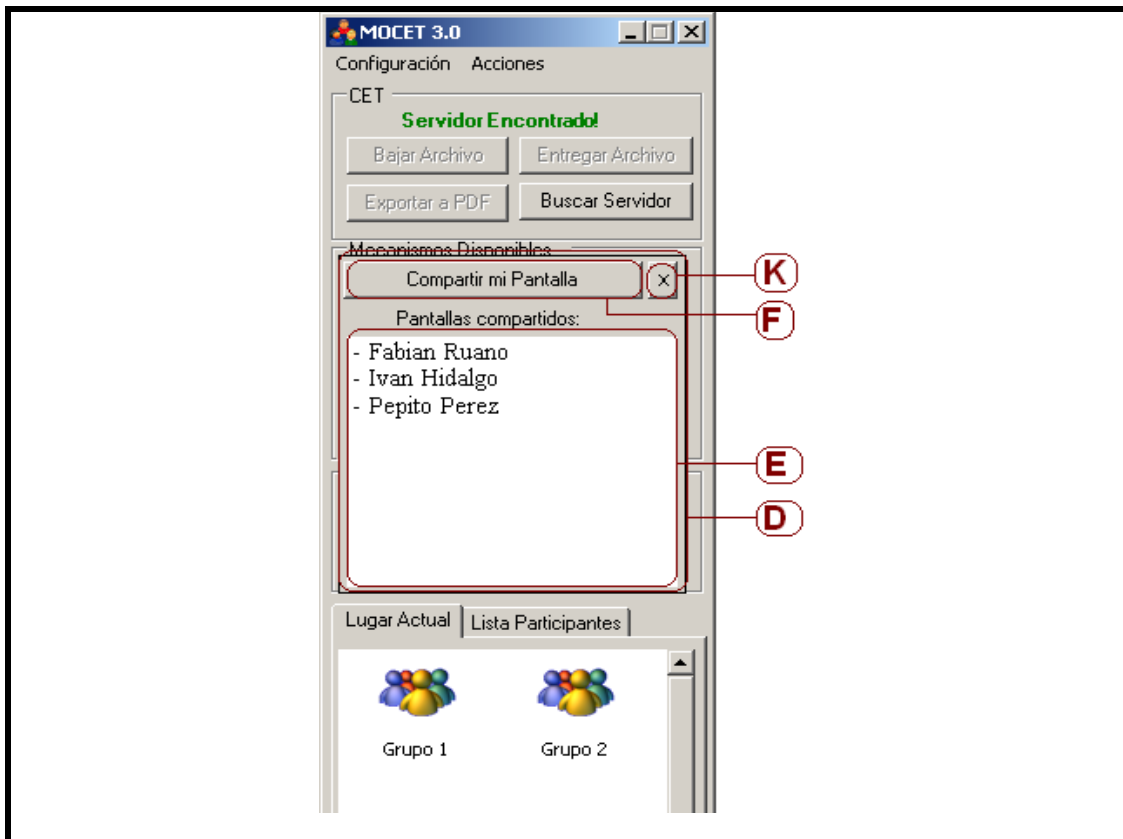 MOCET 3.0
Configuración Acciones
CET
Servidor Encontrado!
Bajar Archivo Entregar Archivo
Exportar a PDF Buscar Servidor
Mecanismos Disponibles
Compartir mi Pantalla x
K
F
Pantallas compartidos:
- Fabian Ruano
- Ivan Hidalgo
- Pepito Perez
E
D
Lugar Actual Lista Participantes
Grupo 1 Grupo 2